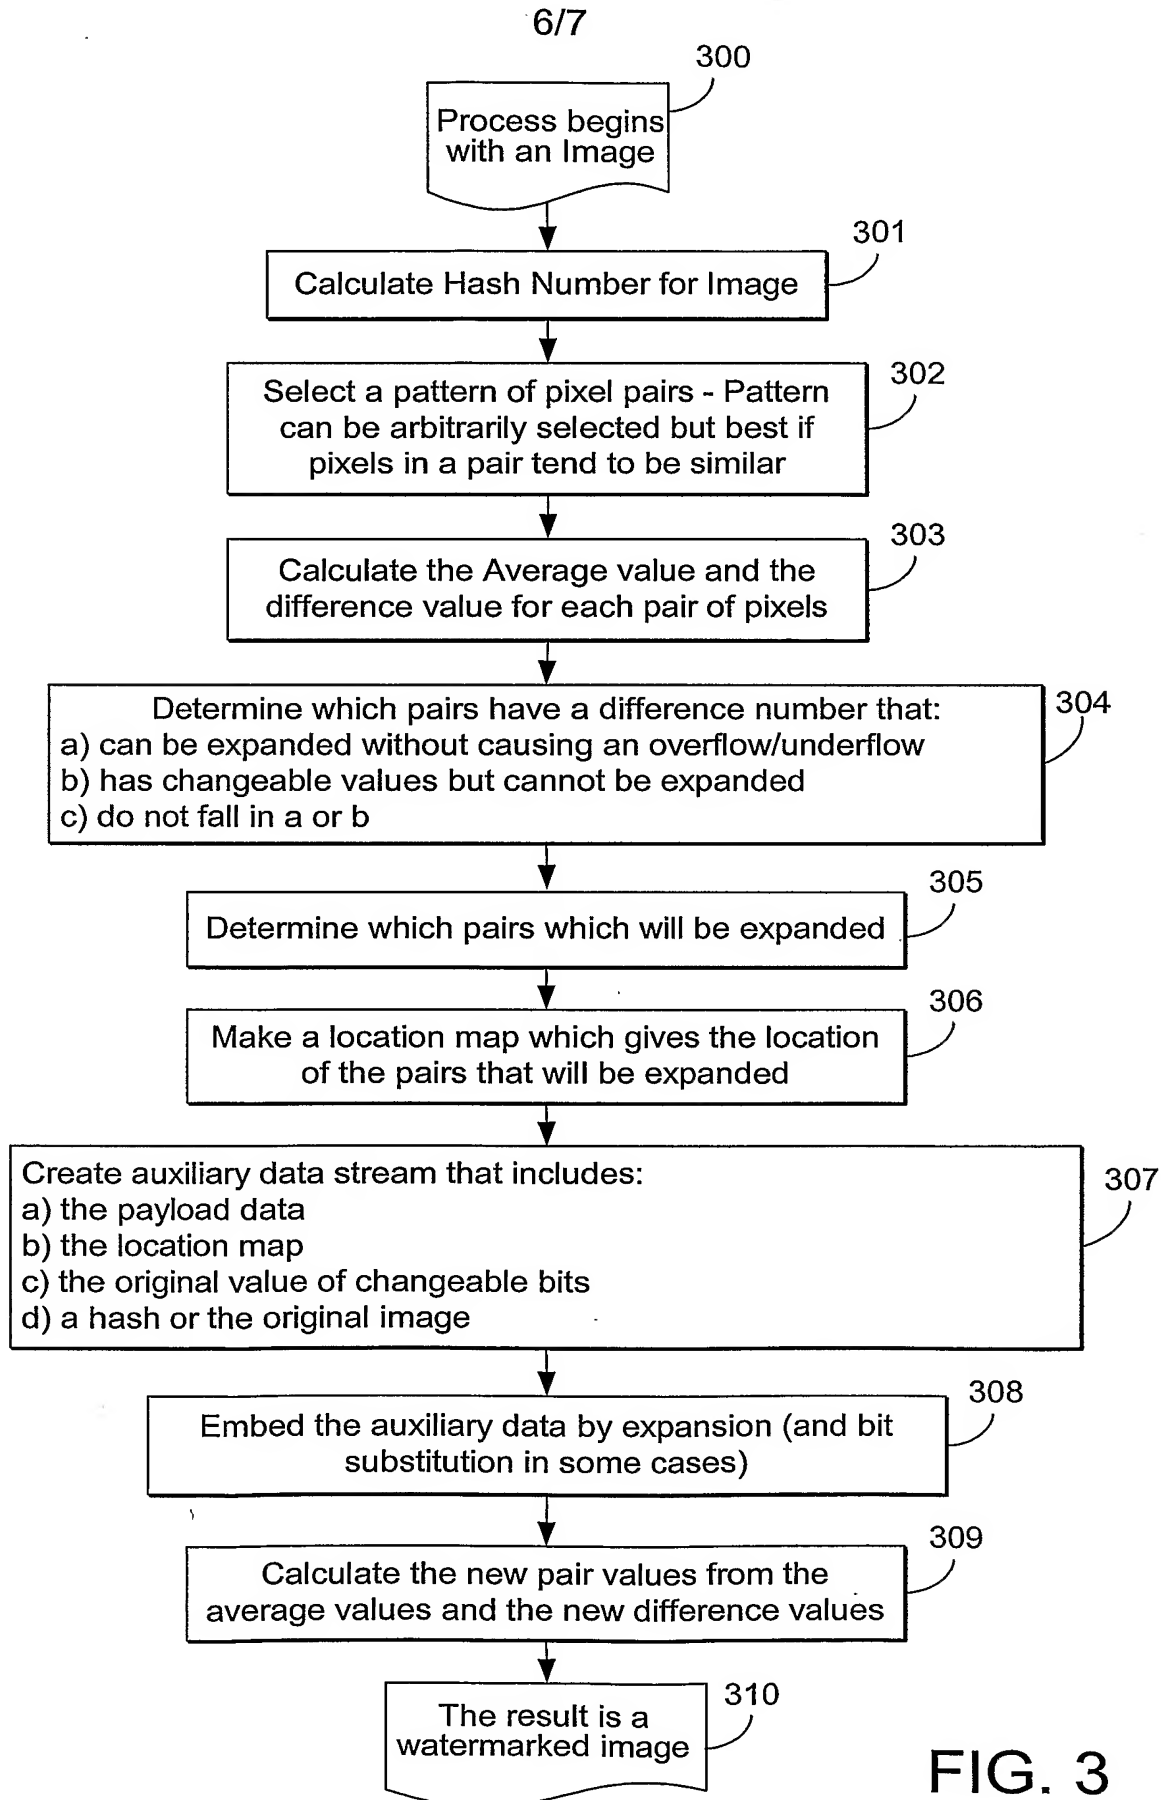 6/7
300
Process begins
with an Image
301
Calculate Hash Number for Image
302
Select a pattern of pixel pairs - Pattern
can be arbitrarily selected but best if
pixels in a pair tend to be similar
303
Calculate the Average value and the
difference value for each pair of pixels
304
Determine which pairs have a difference number that:
a) can be expanded without causing an overflow/underflow
b) has changeable values but cannot be expanded
c) do not fall in a or b
305
Determine which pairs which will be expanded
306
Make a location map which gives the location
of the pairs that will be expanded
307
Create auxiliary data stream that includes:
a) the payload data
b) the location map
c) the original value of changeable bits
d) a hash or the original image
308
Embed the auxiliary data by expansion (and bit
substitution in some cases)
309
Calculate the new pair values from the
average values and the new difference values
310
The result is a
watermarked image
FIG. 3